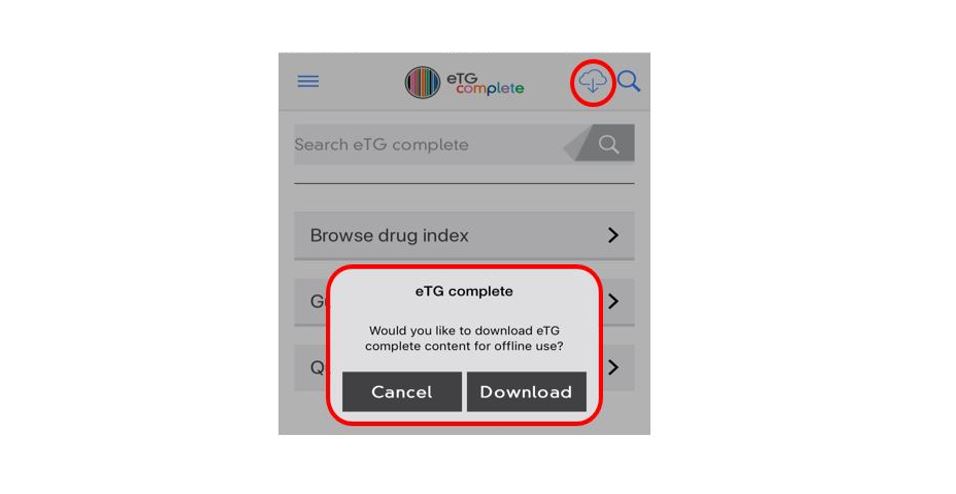 eTG
complete
Search eTG complete
Browse drug index
eTG complete
Would you like to download eTG
complete content for offline use?
Cancel
Download